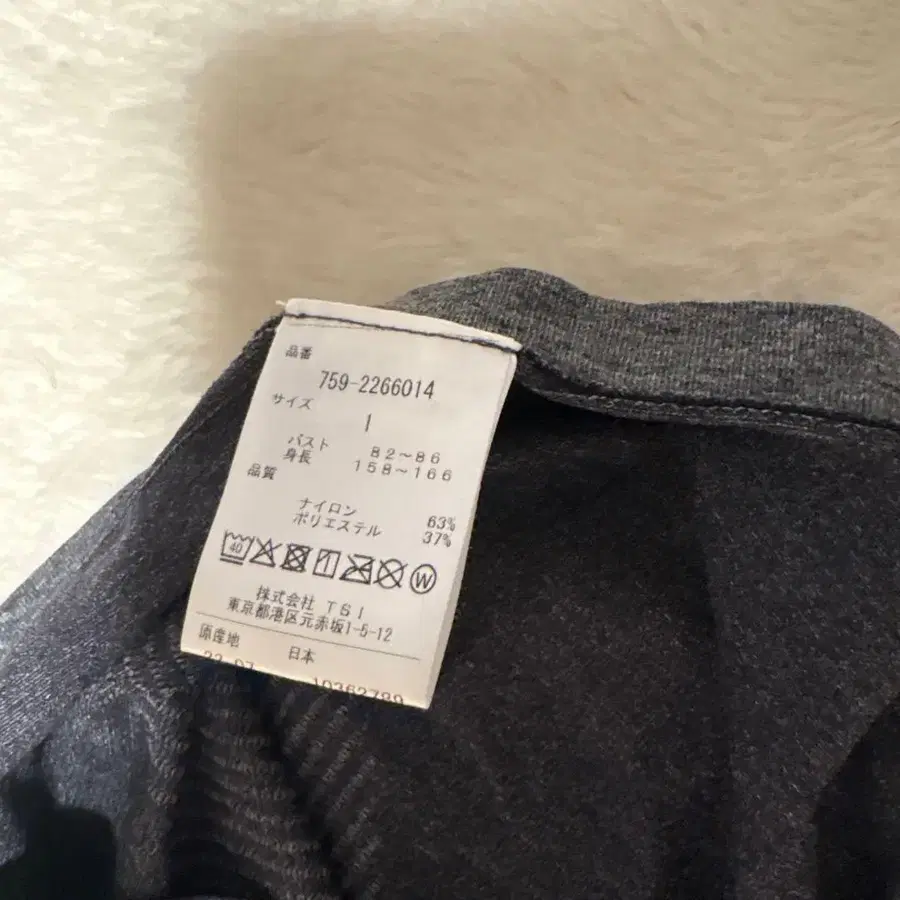 品番
759-2266014
サイズ
1
バスト 82〜86
身長 158〜166
品質
ナイロン 63%
ポリエステル 37%
40 W
株式会社 TSI
東京都港区元赤坂1-5-12
原産地 日本